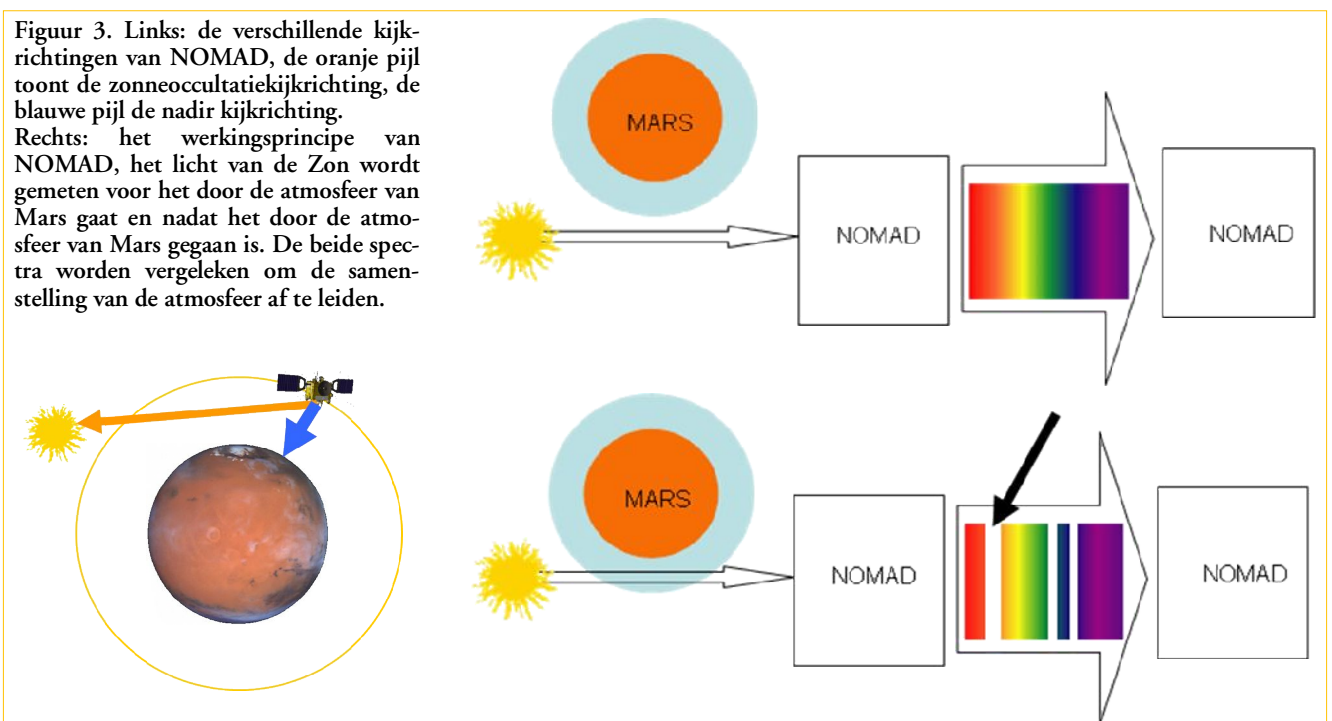 Figuur 3. Links: de verschillende kijk-
richtingen van NOMAD, de oranje pijl
toont de zonneoccultatiekijkrichting, de
blauwe pijl de nadir kijkrichting.
Rechts: het werkingsprincipe van
NOMAD, het licht van de Zon wordt
gemeten voor het door de atmosfeer van
Mars gaat en nadat het door de atmo-
sfeer van Mars gegaan is. De beide spec-
tra worden vergeleken om de samen-
stelling van de atmosfeer af te leiden.
MARS
NOMAD
NOMAD
MARS
NOMAD
NOMAD